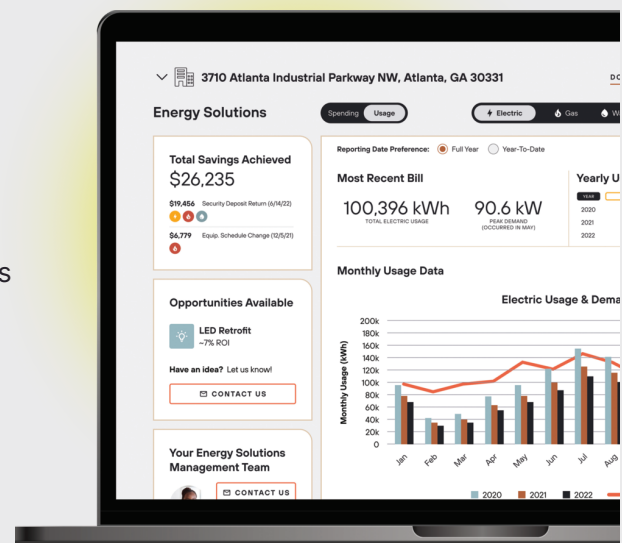 s
3710 Atlanta Industrial Parkway NW, Atlanta, GA 30331
Energy Solutions
Spending Usage
Electric Gas
Total Savings Achieved
$26,235
$19,456 Security Deposit Return (6/14/22)
$6,779 Equip. Schedule Change (12/5/21)
Opportunities Available
LED Retrofit
~7% ROI
Have an idea? Let us know!
CONTACT US
Your Energy Solutions
Management Team
CONTACT US
Reporting Date Preference: Full Year Year-To-Date
Most Recent Bill
100,396 kWh
TOTAL ELECTRIC USAGE
90.6 kW
PEAK DEMAND
(OCCURRED IN MAY)
Yearly U
YEAR
2020
2021
2022
Monthly Usage Data
Electric Usage & Dema
Monthly Usage (kWh)
200k
180k
160k
140k
120k
100k
80k
60k
40k
20k
0
Jan Feb Mar Apr May Jun Jul Aug
2020 2021 2022